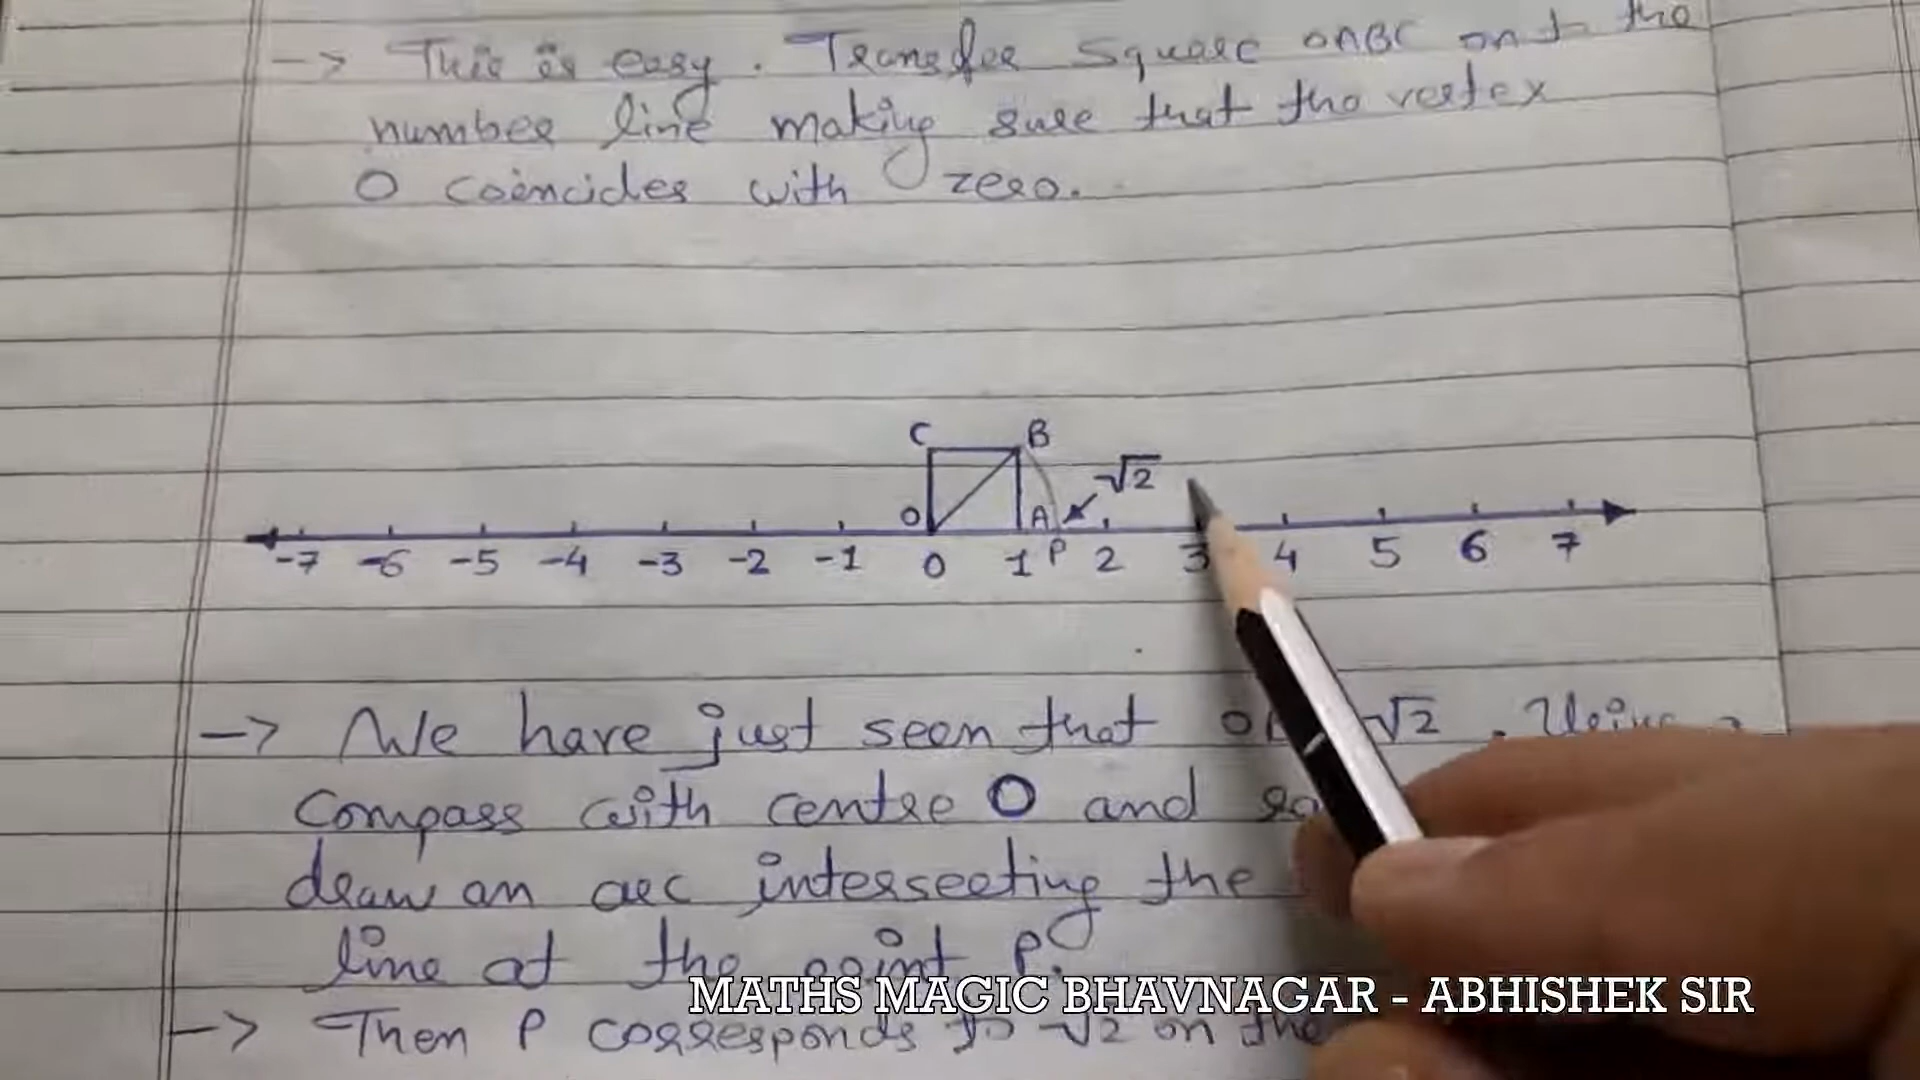 -> This is easy. Transfer square OABC onto the
number line making sure that the vertex
O coincides with zero.
C B
√2
O A
-7 -6 -5 -4 -3 -2 -1 0 1 P 2 3 4 5 6 7
-> We have just seen that √2. Using
compass with centre O and
draw an arc interseeting the
line at the point P.
MATHS MAGIC BHAVNAGAR - ABHISHEK SIR
-> Then P corresponds to √2 on the